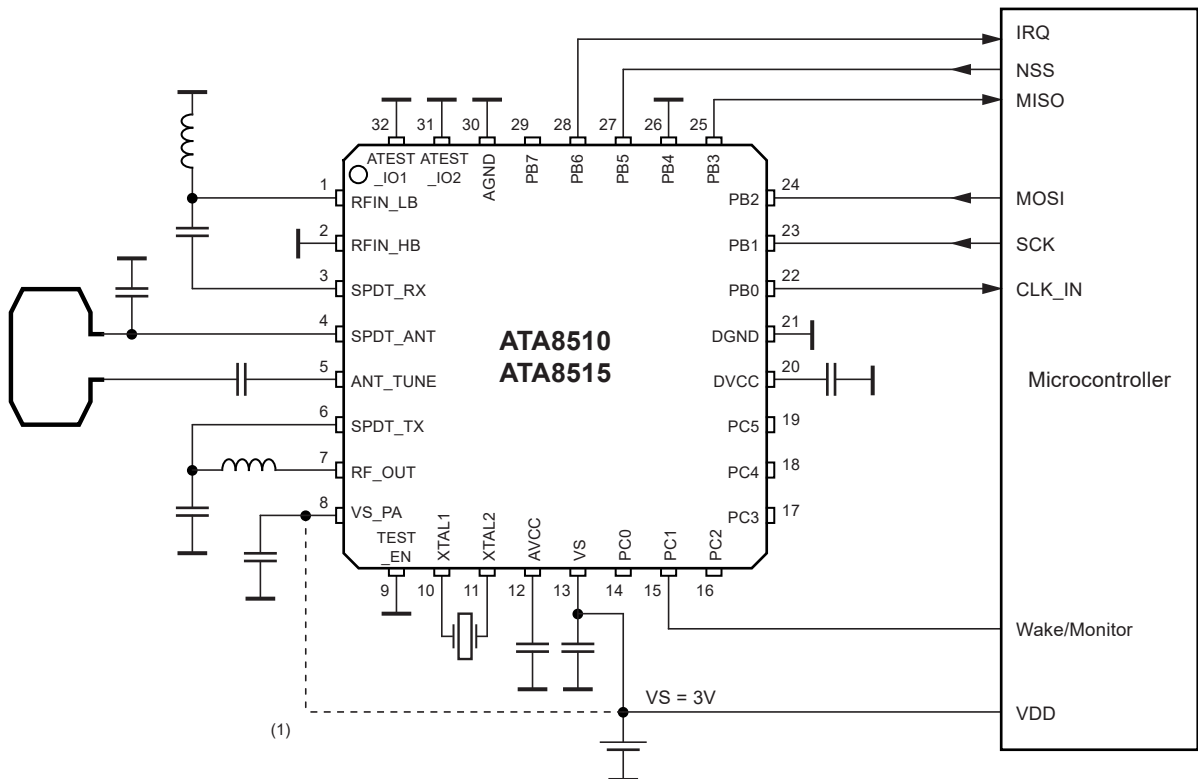 IRQ
NSS
MISO
32 31 30 29 28 27 26 25
ATEST
_IO1
ATEST
_IO2
AGND
PB7
PB6
PB5
PB4
PB3
1
RFIN_LB
2
RFIN_HB
3
SPDT_RX
4
SPDT_ANT
5
ANT_TUNE
6
SPDT_TX
7
RF_OUT
8
VS_PA
ATA8510
ATA8515
PB2
24
MOSI
PB1
23
SCK
PB0
22
CLK_IN
DGND
21
DVCC
20
Microcontroller
PC5
19
PC4
18
PC3
17
TEST
_EN
XTAL1
XTAL2
AVCC
VS
PC0
PC1
PC2
9 10 11 12 13 14 15 16
Wake/Monitor
VS = 3V
VDD
(1)